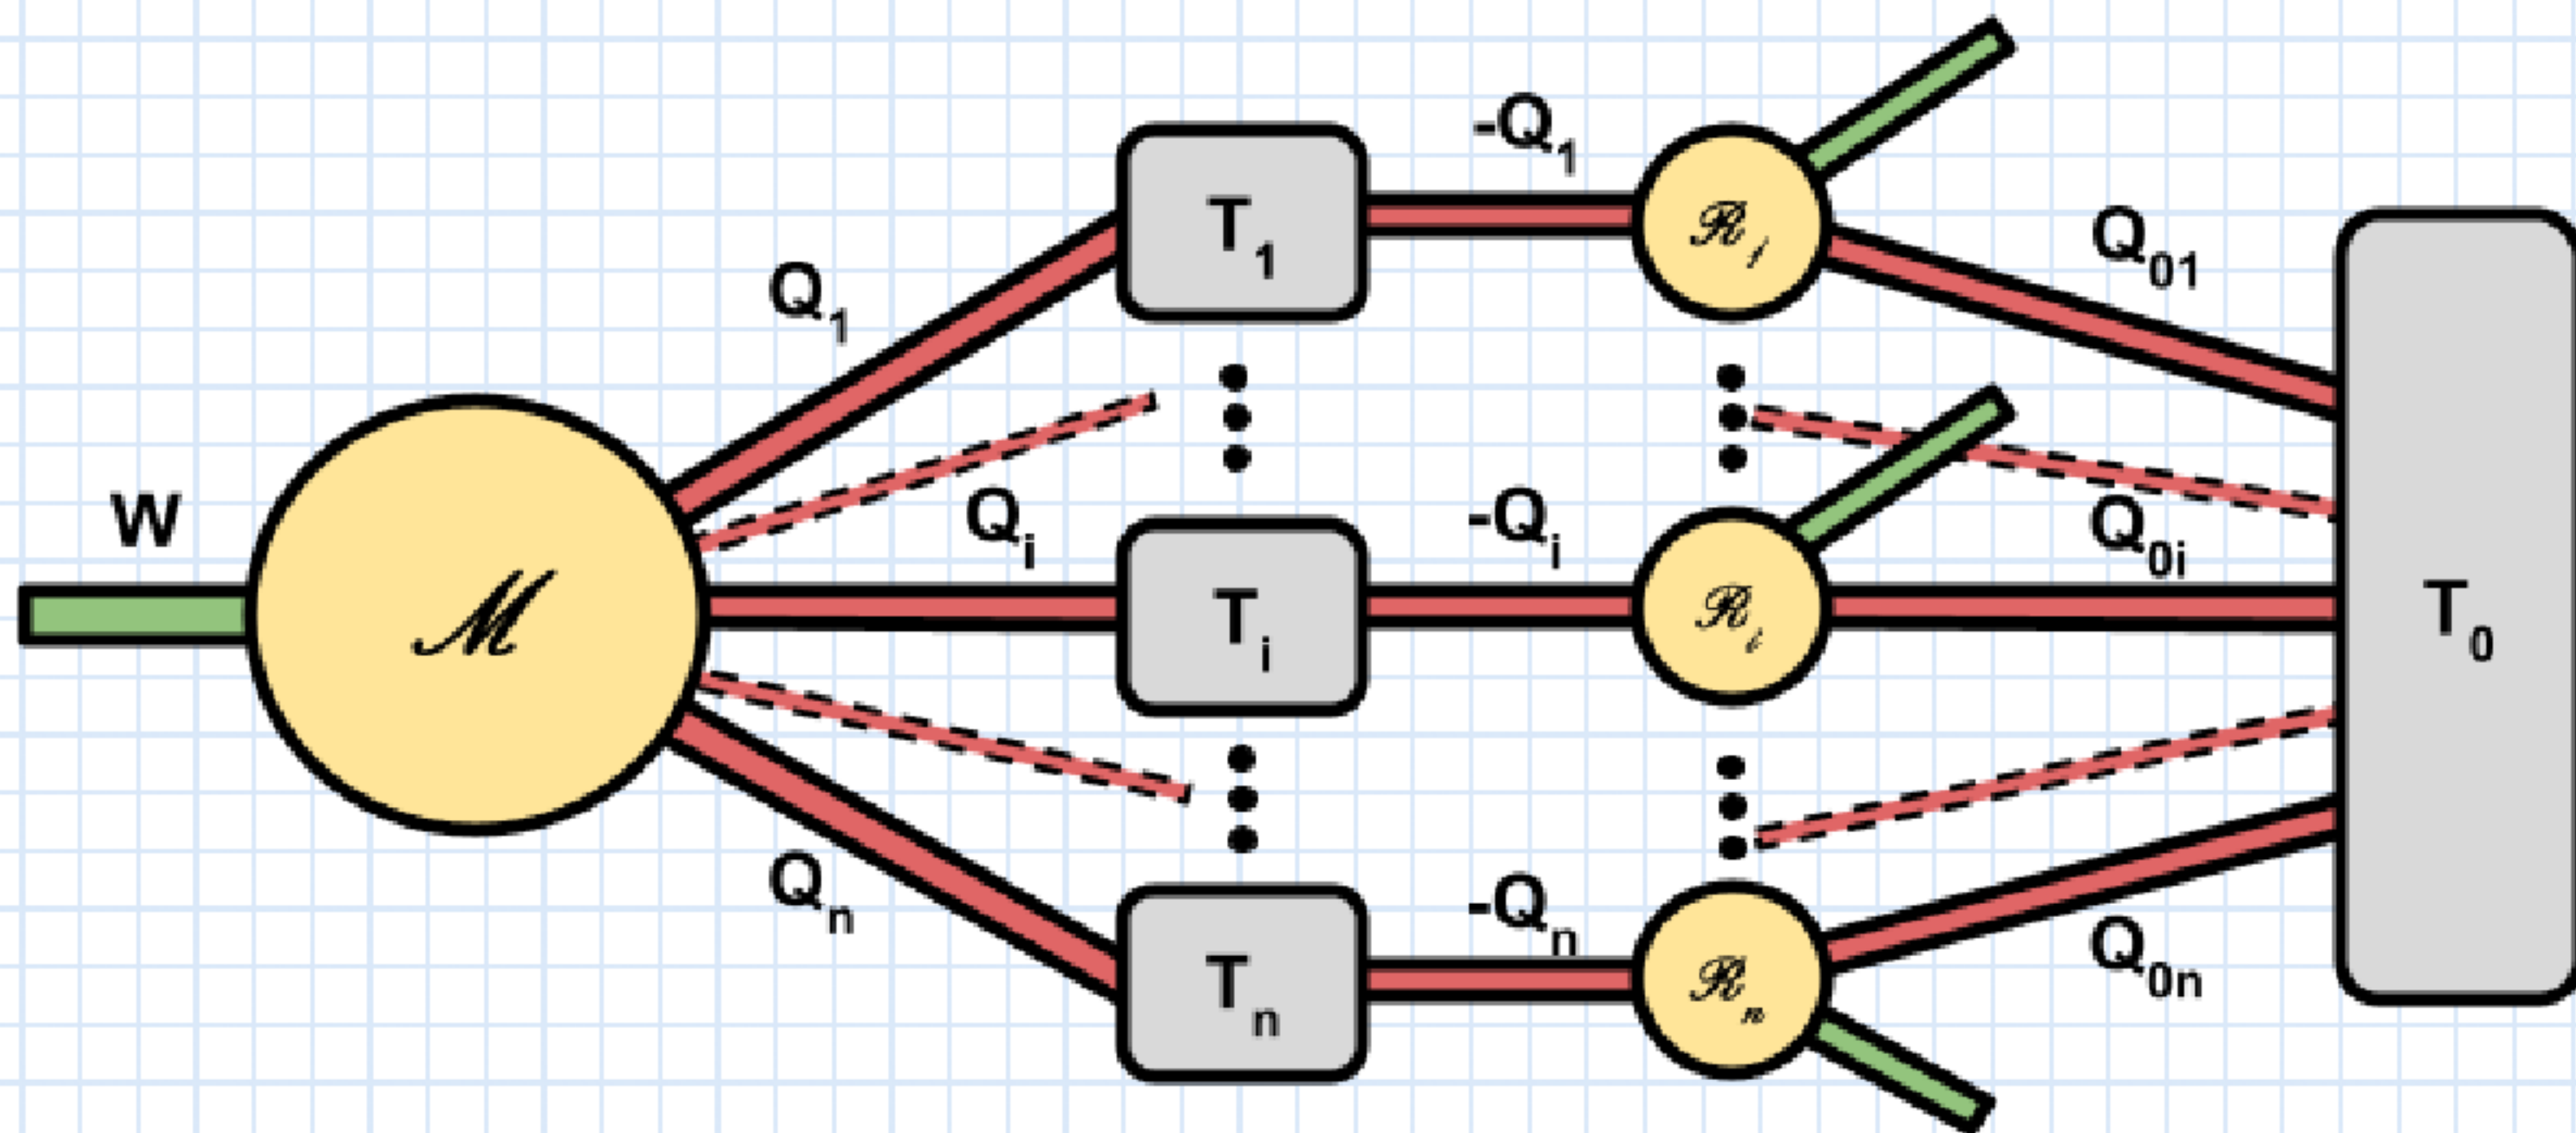 -Q₁
T₁
ℛ₁
Q₀₁
Q₁
W
Qᵢ
-Qᵢ
Q₀ᵢ
ℳ
Tᵢ
ℛᵢ
T₀
Qₙ
-Qₙ
Q₀ₙ
Tₙ
ℛₙ